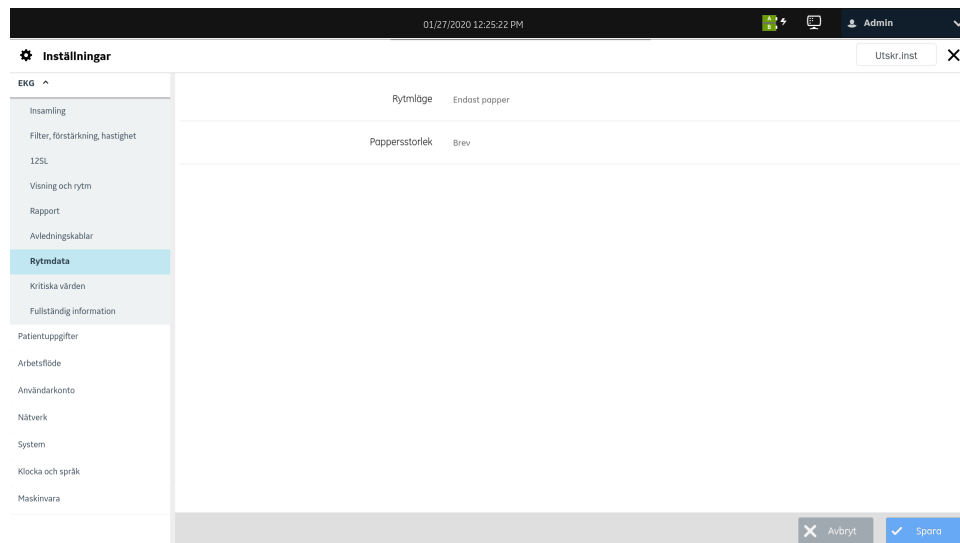 01/27/2020 12:25:22 PM
A
B
Admin
Inställningar
Utskr.inst
EKG
Insamling
Filter, förstärkning, hastighet
12SL
Visning och rytm
Rapport
Avledningskablar
Rytmdata
Kritiska värden
Fullständig information
Patientuppgifter
Arbetsflöde
Användarkonto
Nätverk
System
Klocka och språk
Maskinvara
Rytmläge Endast papper
Pappersstorlek Brev
Avbryt
Spara